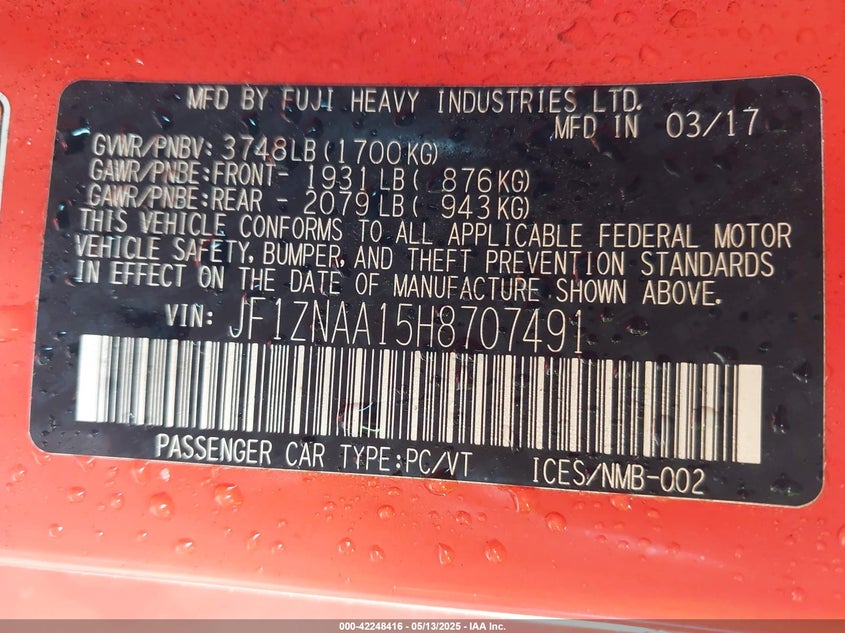 MFD BY FUJI HEAVY INDUSTRIES LTD.
MFD IN 03/17
GVWR/PNBV: 3748LB (1700KG)
GAWR/PNBE:FRONT- 1931LB ( 876KG)
GAWR/PNBE:REAR - 2079LB ( 943KG)
THIS VEHICLE CONFORMS TO ALL APPLICABLE FEDERAL MOTOR
VEHICLE SAFETY, BUMPER, AND THEFT PREVENTION STANDARDS
IN EFFECT ON THE DATE OF MANUFACTURE SHOWN ABOVE.
VIN: JF1ZNAA15H8707491
PASSENGER CAR TYPE:PC/VT ICES/NMB-002
000-42248416 - 05/13/2025 - IAA Inc.